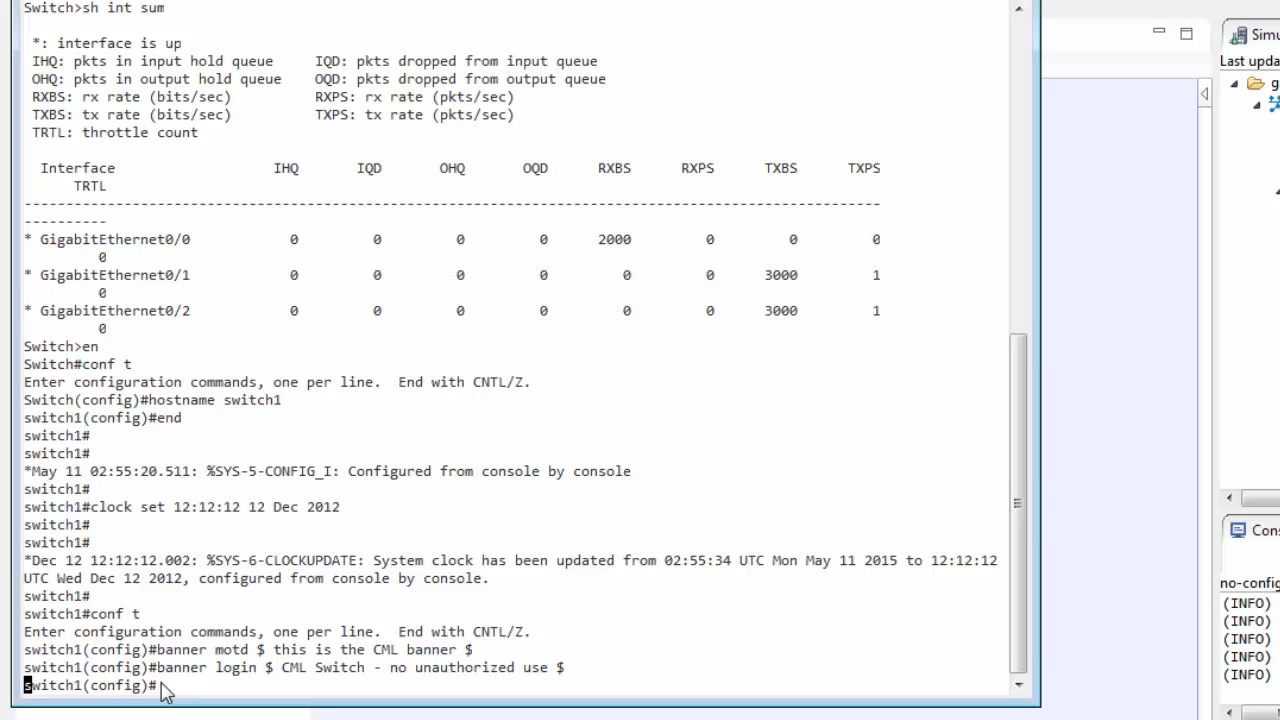 Switch>sh int sum
*: interface is up
IHQ: pkts in input hold queue     IQD: pkts dropped from input queue
OHQ: pkts in output hold queue    OQD: pkts dropped from output queue
RXBS: rx rate (bits/sec)          RXPS: rx rate (pkts/sec)
TXBS: tx rate (bits/sec)          TXPS: tx rate (pkts/sec)
TRTL: throttle count
Interface                   IHQ       IQD       OHQ       OQD      RXBS      RXPS      TXBS      TXPS
TRTL
-------------------------------------------------------------------------------------------------------
----------
* GigabitEthernet0/0            0         0         0         0      2000         0         0         0
0
* GigabitEthernet0/1            0         0         0         0         0         0      3000         1
0
* GigabitEthernet0/2            0         0         0         0         0         0      3000         1
0
Switch>en
Switch#conf t
Enter configuration commands, one per line.  End with CNTL/Z.
Switch(config)#hostname switch1
switch1(config)#end
switch1#
switch1#
*May 11 02:55:20.511: %SYS-5-CONFIG_I: Configured from console by console
switch1#
switch1#clock set 12:12:12 12 Dec 2012
switch1#
switch1#
*Dec 12 12:12:12.002: %SYS-6-CLOCKUPDATE: System clock has been updated from 02:55:34 UTC Mon May 11 2015 to 12:12:12
UTC Wed Dec 12 2012, configured from console by console.
switch1#
switch1#conf t
Enter configuration commands, one per line.  End with CNTL/Z.
switch1(config)#banner motd $ this is the CML banner $
switch1(config)#banner login $ CML Switch - no unauthorized use $
switch1(config)#
Simu
Last upda
g
Cons
no-config
(INFO)
(INFO)
(INFO)
(INFO)
(INFO)